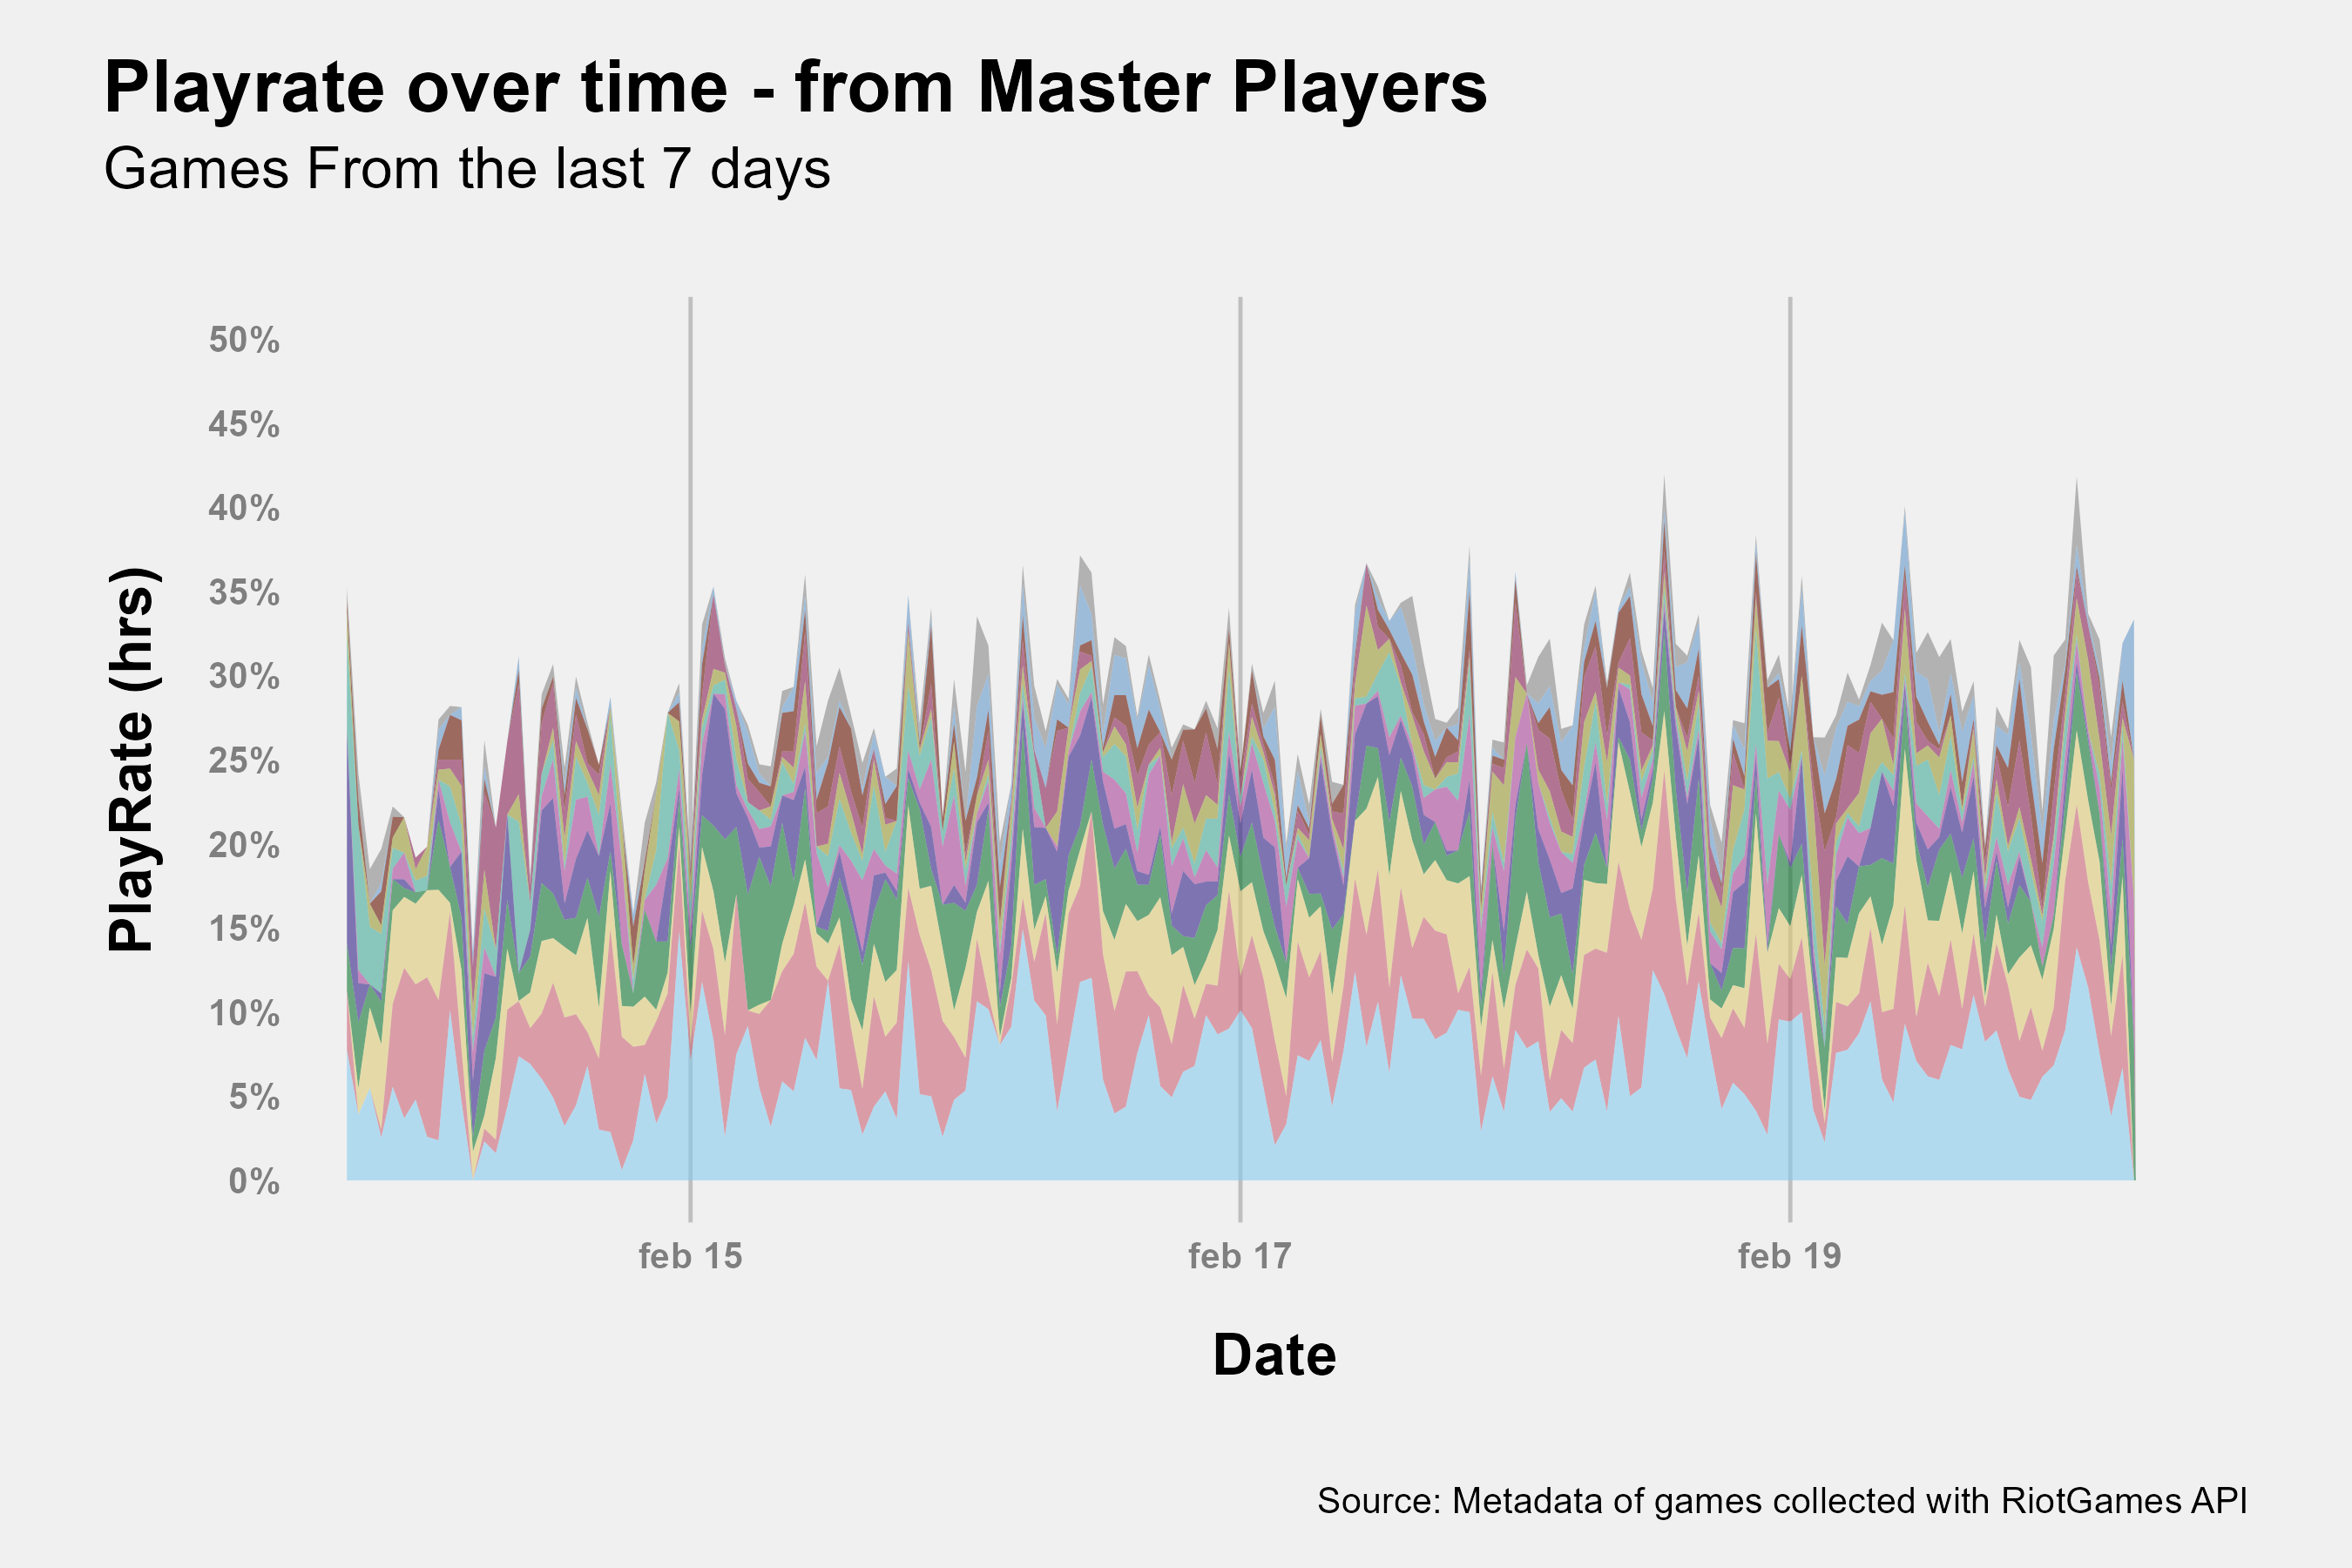 Playrate over time - from Master Players
Games From the last 7 days
PlayRate (hrs)
50%
45%
40%
35%
30%
25%
20%
15%
10%
5%
0%
feb 15
feb 17
feb 19
Date
Source: Metadata of games collected with RiotGames API